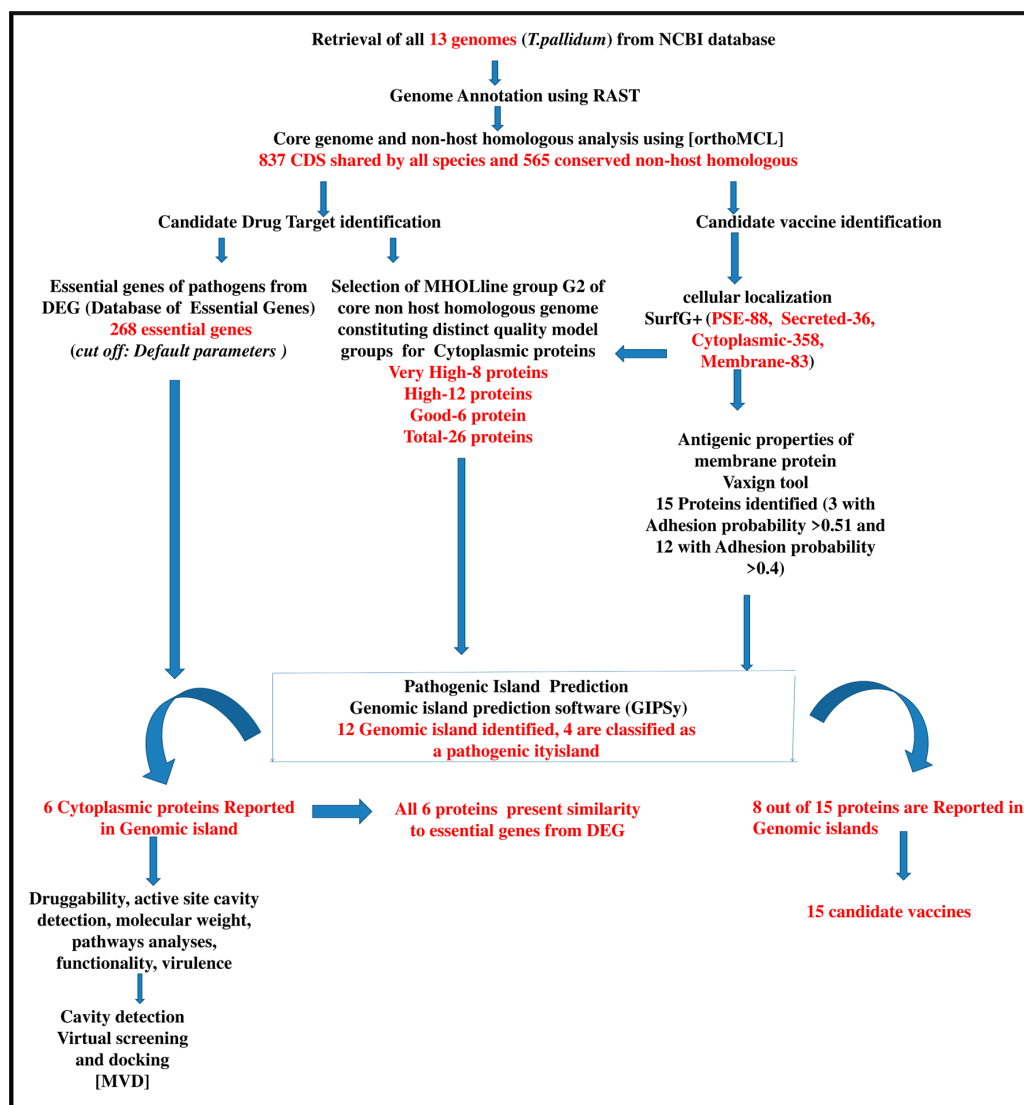 Retrieval of all 13 genomes (T.pallidum) from NCBI database
Genome Annotation using RAST
Core genome and non-host homologous analysis using [orthoMCL]
837 CDS shared by all species and 565 conserved non-host homologous
Candidate Drug Target identification
Candidate vaccine identification
Essential genes of pathogens from
DEG (Database of Essential Genes)
268 essential genes
(cut off: Default parameters )
Selection of MHOLline group G2 of
core non host homologous genome
constituting distinct quality model
groups for Cytoplasmic proteins
Very High-8 proteins
High-12 proteins
Good-6 protein
Total-26 proteins
cellular localization
SurfG+ (PSE-88, Secreted-36,
Cytoplasmic-358,
Membrane-83)
Antigenic properties of
membrane protein
Vaxign tool
15 Proteins identified (3 with
Adhesion probability >0.51 and
12 with Adhesion probability
>0.4)
Pathogenic Island Prediction
Genomic island prediction software (GIPSy)
12 Genomic island identified, 4 are classified as
a pathogenic ityisland
6 Cytoplasmic proteins Reported
in Genomic island
All 6 proteins present similarity
to essential genes from DEG
8 out of 15 proteins are Reported in
Genomic islands
Druggability, active site cavity
detection, molecular weight,
pathways analyses,
functionality, virulence
15 candidate vaccines
Cavity detection
Virtual screening
and docking
[MVD]